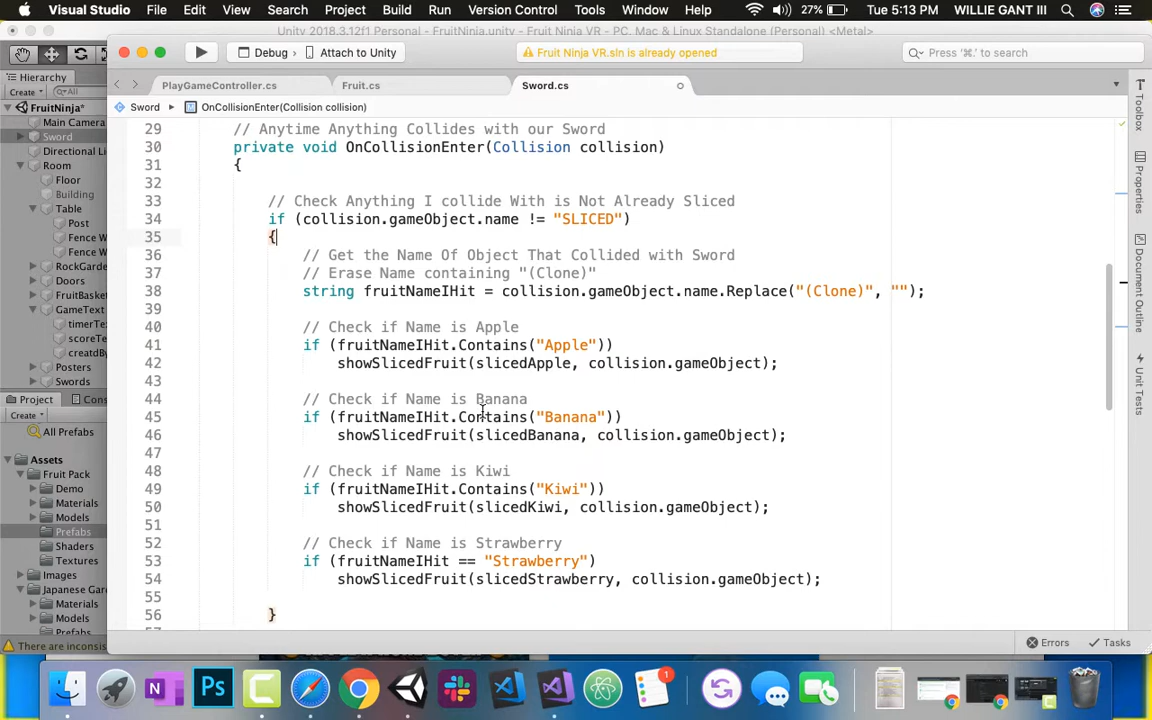 Visual Studio File Edit View Search Project Build Run Version Control Tools Window Help 27% Tue 5:13 PM WILLIE GANT III
Unity 2018.3.12f1 Personal - FruitNinja.unity - Fruit Ninja VR - PC, Mac & Linux Standalone (Personal) <Metal>
Debug Attach to Unity Fruit Ninja VR.sln is already opened Press '⌘.' to search
Hierarchy
Create All
PlayGameController.cs Fruit.cs Sword.cs
FruitNinja* Sword OnCollisionEnter(Collision collision)
Main Camera 29 // Anytime Anything Collides with our Sword
Sword 30 private void OnCollisionEnter(Collision collision)
Directional Li 31 {
Room 32
Floor 33 // Check Anything I collide With is Not Already Sliced
Building 34 if (collision.gameObject.name != "SLICED")
Table 35 {
Post 36 // Get the Name Of Object That Collided with Sword
Fence W 37 // Erase Name containing "(Clone)"
Fence W 38 string fruitNameIHit = collision.gameObject.name.Replace("(Clone)", "");
RockGarde 39
Doors 40 // Check if Name is Apple
FruitBasket 41 if (fruitNameIHit.Contains("Apple"))
GameText 42 showSlicedFruit(slicedApple, collision.gameObject);
timerTex 43
scoreTe 44 // Check if Name is Banana
creatdBy 45 if (fruitNameIHit.Contains("Banana"))
Posters 46 showSlicedFruit(slicedBanana, collision.gameObject);
Swords 47
Project Cons 48 // Check if Name is Kiwi
Create 49 if (fruitNameIHit.Contains("Kiwi"))
All Prefabs 50 showSlicedFruit(slicedKiwi, collision.gameObject);
Assets 51
Fruit Pack 52 // Check if Name is Strawberry
Demo 53 if (fruitNameIHit == "Strawberry")
Materials 54 showSlicedFruit(slicedStrawberry, collision.gameObject);
Models 55
Prefabs 56 }
Shaders
Textures
Images
Japanese Gar
Materials
Models
Prefabs
There are inconsis Errors Tasks
Toolbox
Properties
Document Outline
Unit Tests
N Ps 1